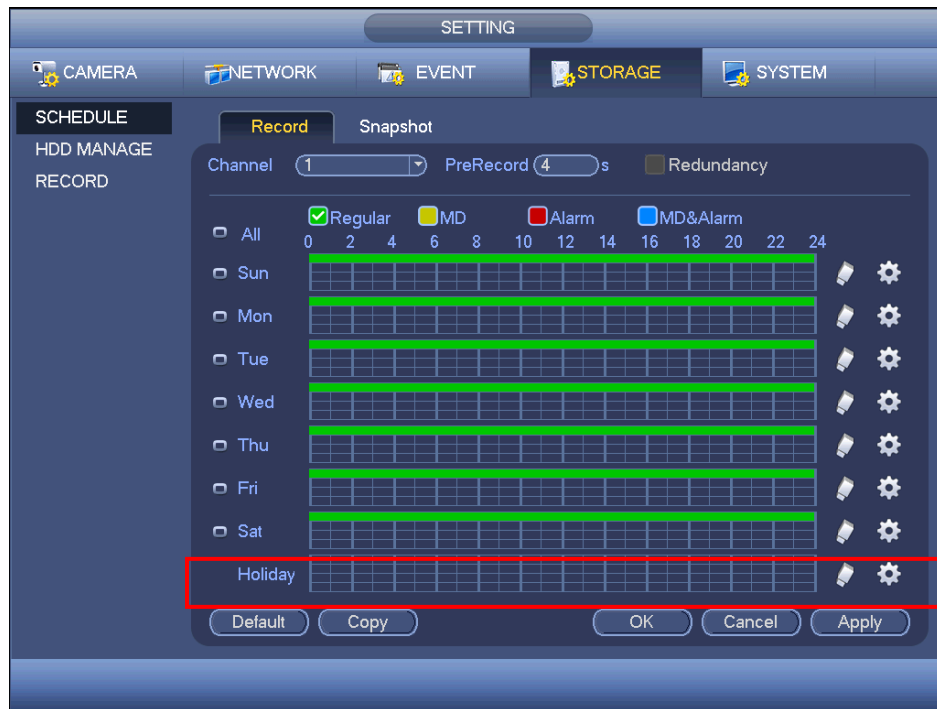 SETTING
CAMERA NETWORK EVENT STORAGE SYSTEM
SCHEDULE
HDD MANAGE
RECORD
Record Snapshot
Channel 1 PreRecord 4 s Redundancy
Regular MD Alarm MD&Alarm
All 0 2 4 6 8 10 12 14 16 18 20 22 24
Sun
Mon
Tue
Wed
Thu
Fri
Sat
Holiday
Default Copy OK Cancel Apply